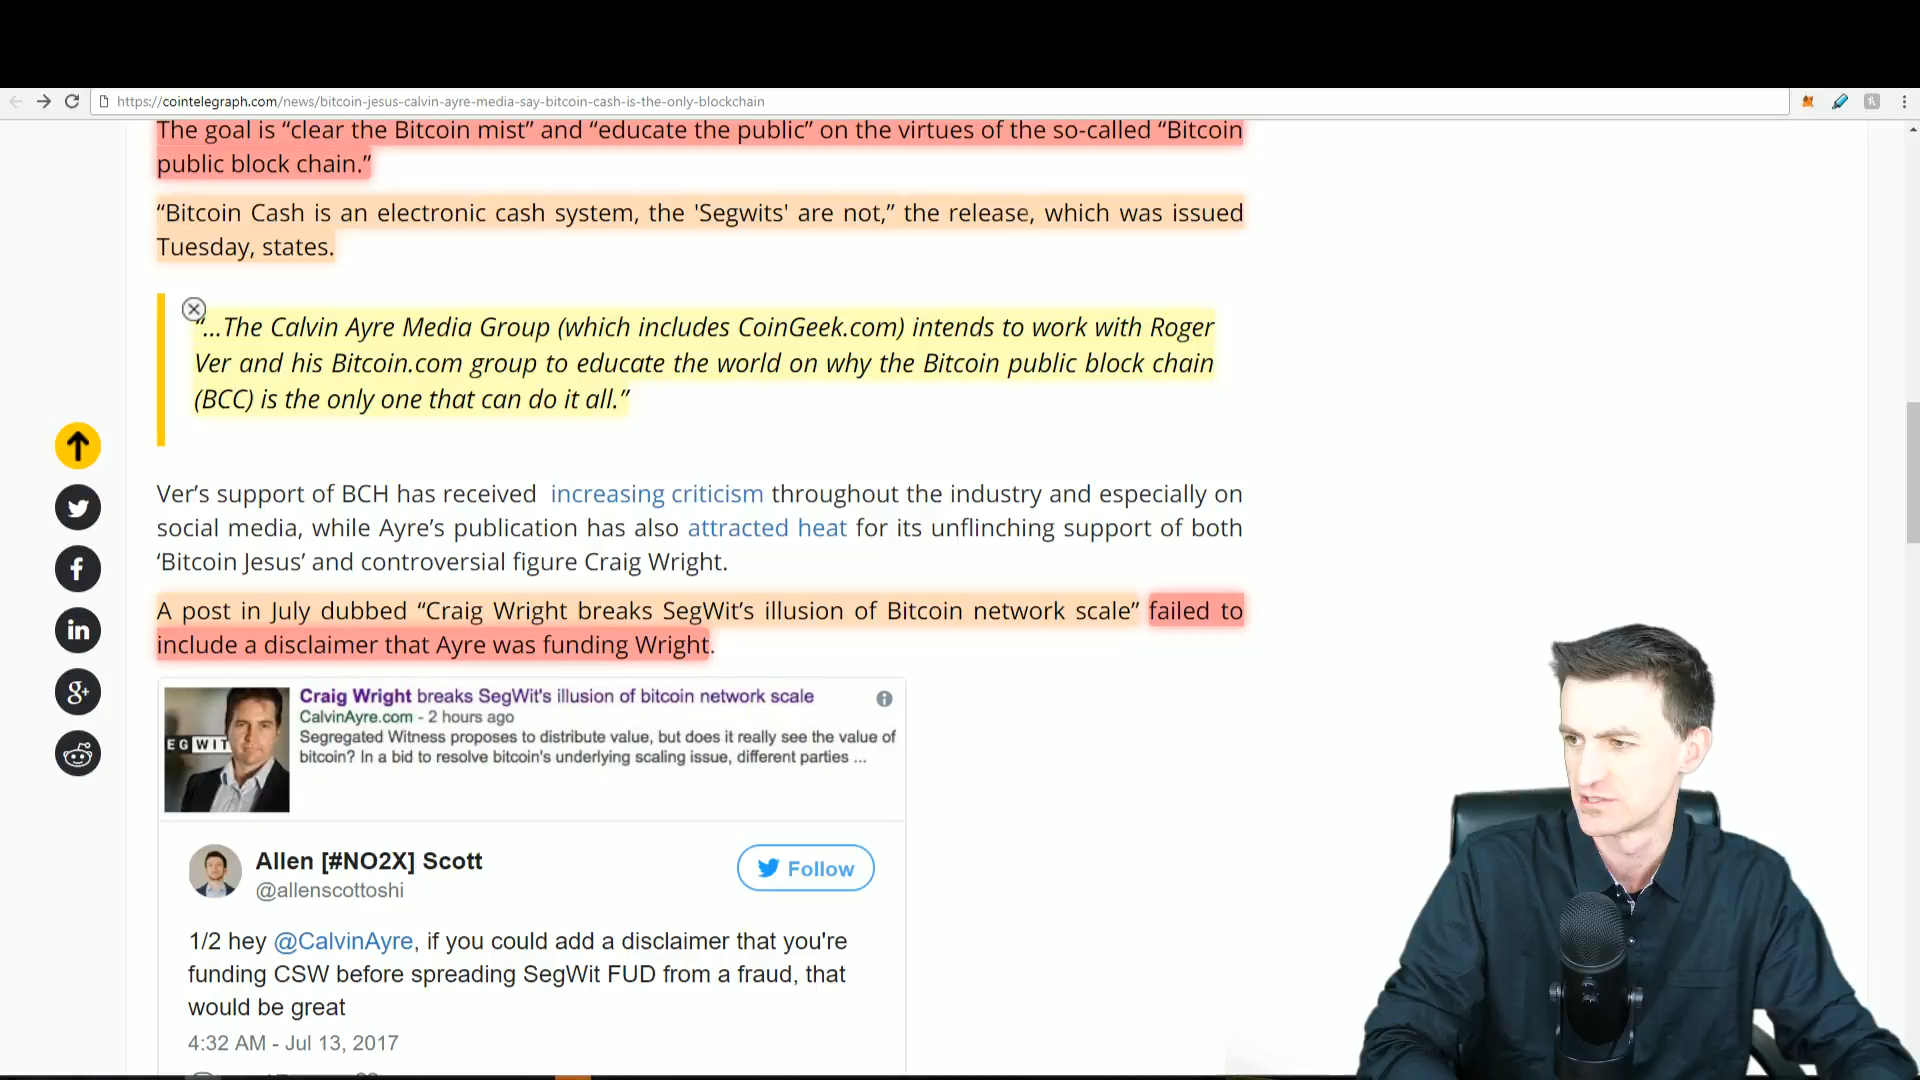 https://cointelegraph.com/news/bitcoin-jesus-calvin-ayre-media-say-bitcoin-cash-is-the-only-blockchain
The goal is “clear the Bitcoin mist” and “educate the public” on the virtues of the so-called “Bitcoin
public block chain.”
“Bitcoin Cash is an electronic cash system, the 'Segwits' are not,” the release, which was issued
Tuesday, states.
“...The Calvin Ayre Media Group (which includes CoinGeek.com) intends to work with Roger
Ver and his Bitcoin.com group to educate the world on why the Bitcoin public block chain
(BCC) is the only one that can do it all.”
Ver’s support of BCH has received increasing criticism throughout the industry and especially on
social media, while Ayre’s publication has also attracted heat for its unflinching support of both
‘Bitcoin Jesus’ and controversial figure Craig Wright.
A post in July dubbed “Craig Wright breaks SegWit’s illusion of Bitcoin network scale” failed to
include a disclaimer that Ayre was funding Wright.
EG WIT
Craig Wright breaks SegWit's illusion of bitcoin network scale
CalvinAyre.com - 2 hours ago
Segregated Witness proposes to distribute value, but does it really see the value of
bitcoin? In a bid to resolve bitcoin's underlying scaling issue, different parties ...
Allen [#NO2X] Scott
@allenscottoshi
Follow
1/2 hey @CalvinAyre, if you could add a disclaimer that you're
funding CSW before spreading SegWit FUD from a fraud, that
would be great
4:32 AM - Jul 13, 2017